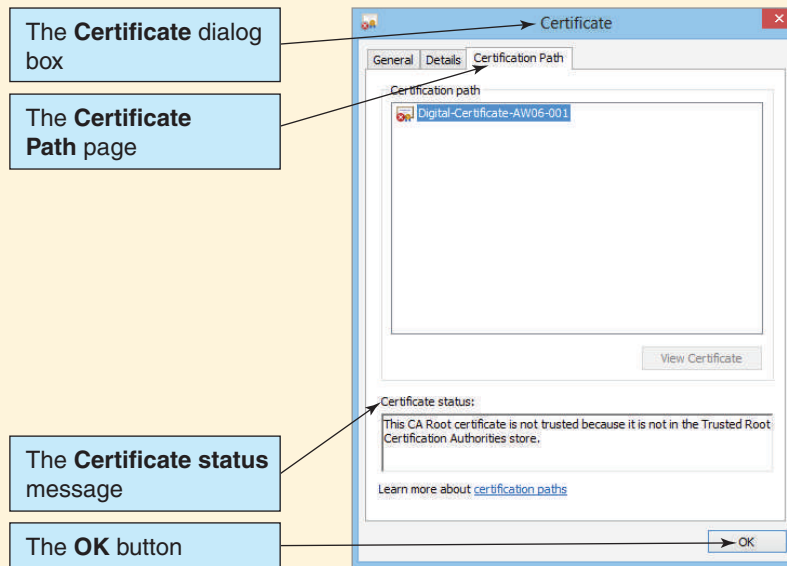 The Certificate dialog
box
The Certificate
Path page
The Certificate status
message
The OK button
Certificate
General Details Certification Path
Certification path
Digital-Certificate-AW06-001
View Certificate
Certificate status:
This CA Root certificate is not trusted because it is not in the Trusted Root
Certification Authorities store.
Learn more about certification paths
OK